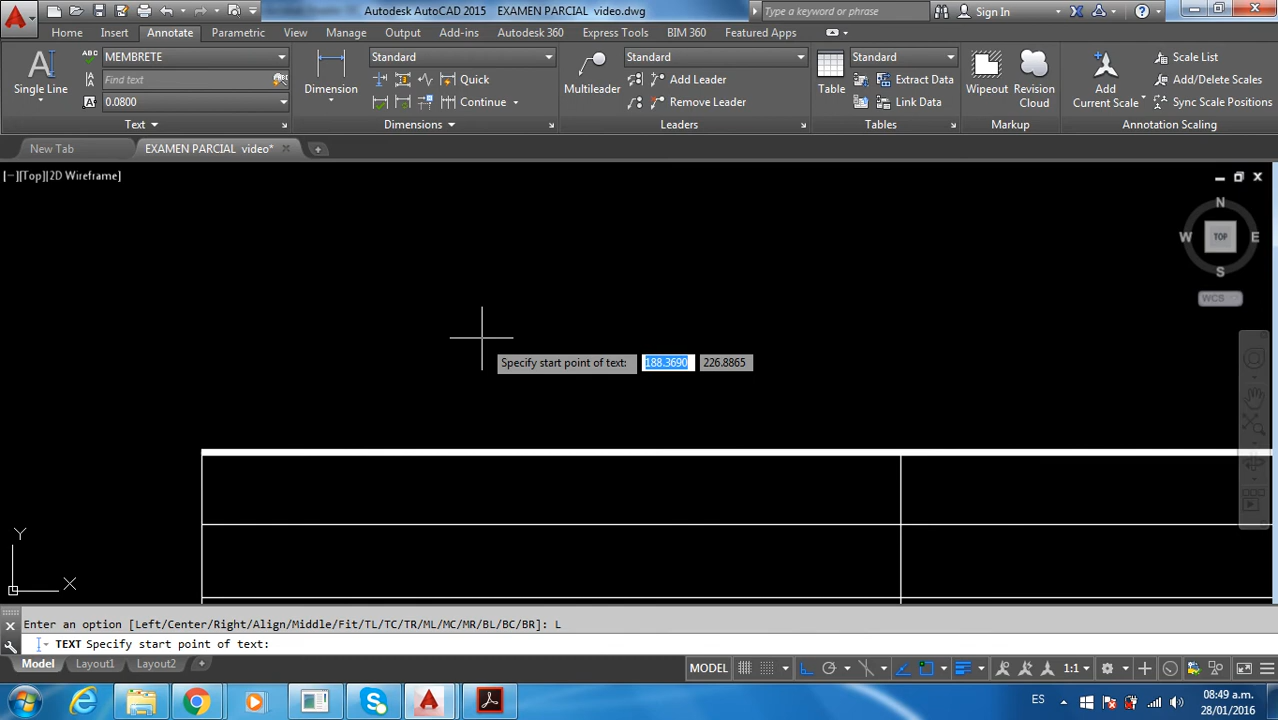 Autodesk AutoCAD 2015 EXAMEN PARCIAL video.dwg
Type a keyword or phrase
Sign In
Home Insert Annotate Parametric View Manage Output Add-ins Autodesk 360 Express Tools BIM 360 Featured Apps
MEMBRETE Standard Standard Standard Scale List
Find text Quick Add Leader Extract Data Add/Delete Scales
Single Line Dimension Multileader Table Wipeout Revision Cloud Add Current Scale
0.0800 Continue Remove Leader Link Data Sync Scale Positions
Text Dimensions Leaders Tables Markup Annotation Scaling
New Tab EXAMEN PARCIAL video*
[−][Top][2D Wireframe]
N
W TOP E
S
WCS
Specify start point of text: 188.3690 226.8865
Y
X
Enter an option [Left/Center/Right/Align/Middle/Fit/TL/TC/TR/ML/MC/MR/BL/BC/BR]: L
TEXT Specify start point of text:
Model Layout1 Layout2 + MODEL 1:1
ES 08:49 a.m.
28/01/2016